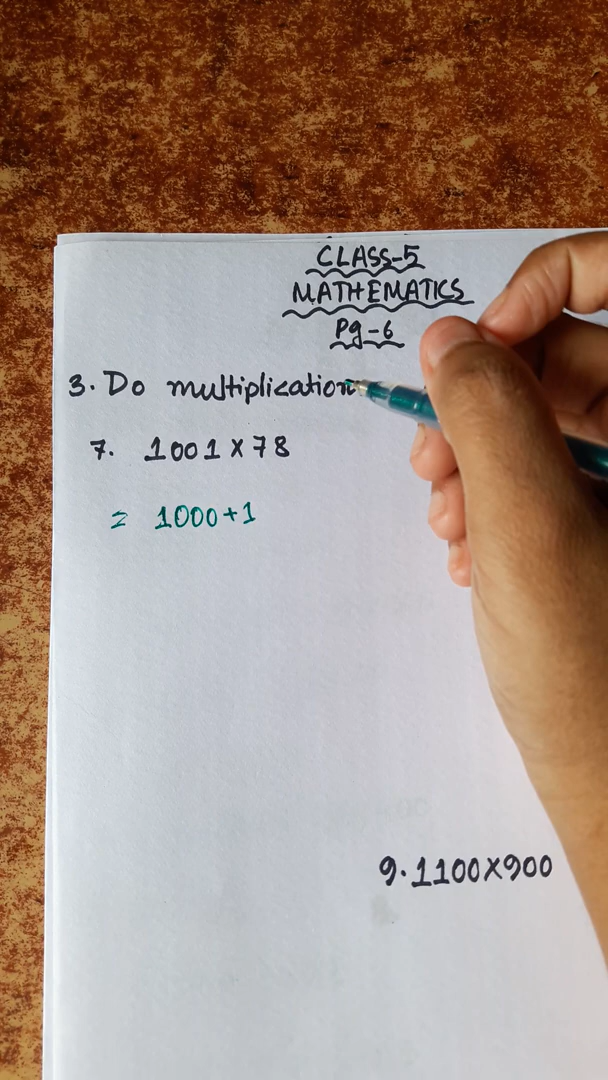 CLASS-5
MATHEMATICS
Pg-6
3. Do multiplication
7. 1001 x 78
= 1000+1
9. 1100x900